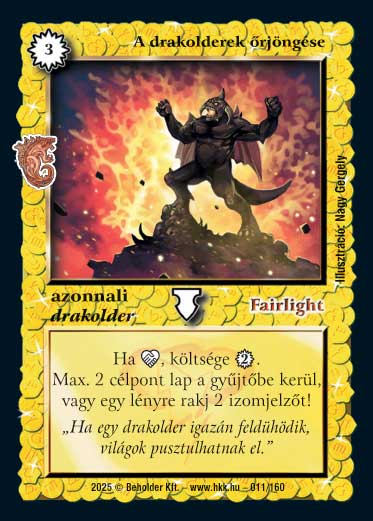 3
A drakolderek őrjöngése
Illusztráció: Nagy Gergely
azonnali
drakolder
Fairlight
Ha , költsége 2.
Max. 2 célpont lap a gyűjtőbe kerül,
vagy egy lényre rakj 2 izomjelzőt!
„Ha egy drakolder igazán feldühödik,
világok pusztulhatnak el.”
2025 © Beholder Kft. – www.hkk.hu – 011/160